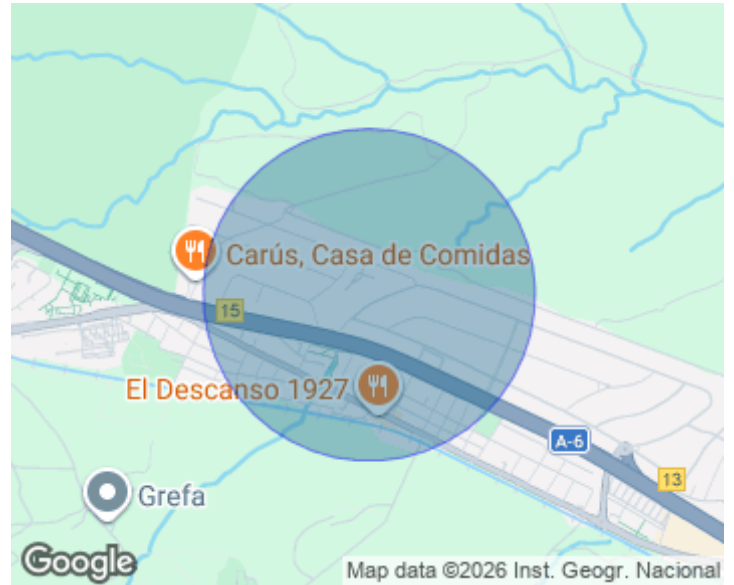 Carús, Casa de Comidas
15
El Descanso 1927
A-6
13
Grefa
Google
Map data ©2026 Inst. Geogr. Nacional